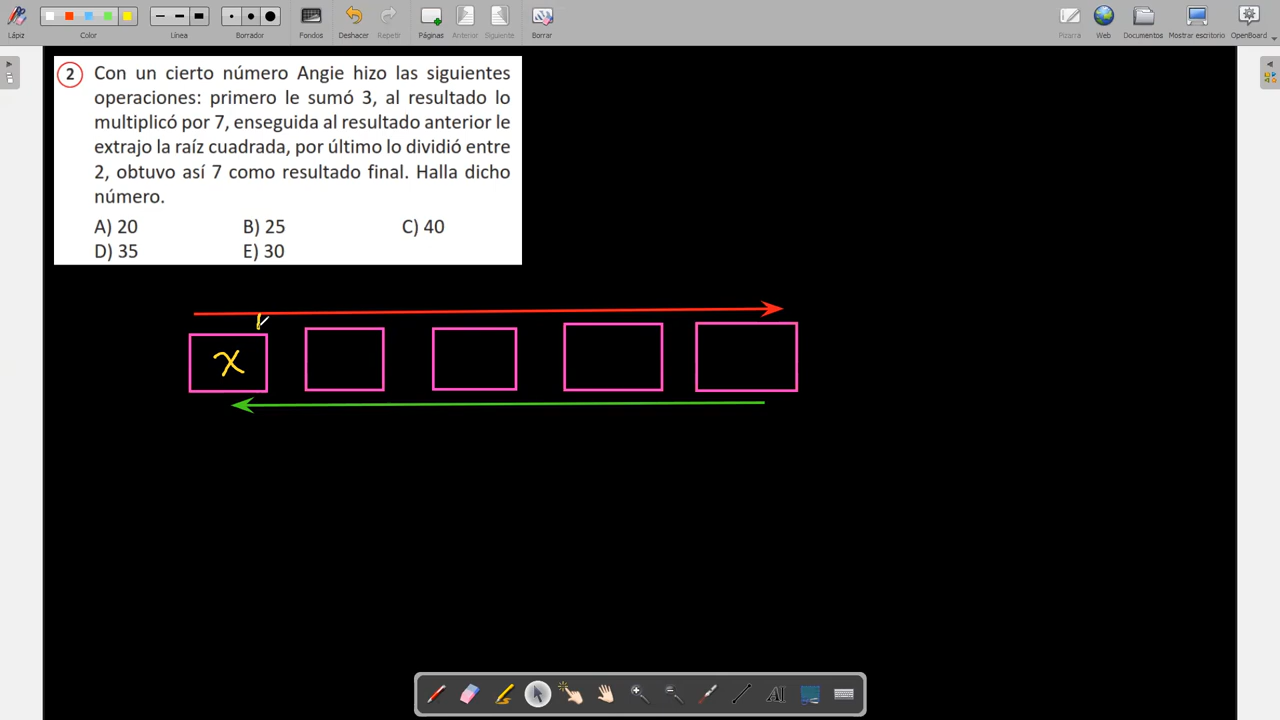 Lápiz
Color
Línea
Borrador
Fondos
Deshacer
Repetir
Páginas
Anterior
Siguiente
Borrar
Pizarra
Web
Documentos
Mostrar escritorio
OpenBoard
2 Con un cierto número Angie hizo las siguientes
operaciones: primero le sumó 3, al resultado lo
multiplicó por 7, enseguida al resultado anterior le
extrajo la raíz cuadrada, por último lo dividió entre
2, obtuvo así 7 como resultado final. Halla dicho
número.
A) 20 B) 25 C) 40
D) 35 E) 30
x
AI